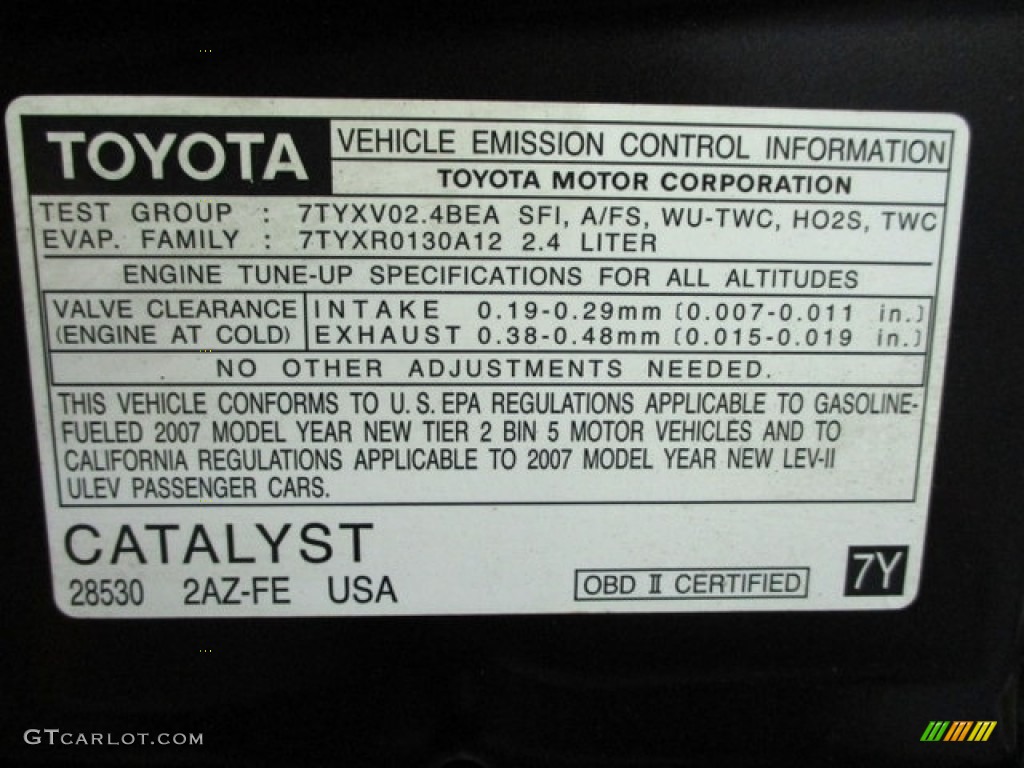 TOYOTA
VEHICLE EMISSION CONTROL INFORMATION
TOYOTA MOTOR CORPORATION
TEST GROUP : 7TYXV02.4BEA SFI, A/FS, WU-TWC, HO2S, TWC
EVAP. FAMILY : 7TYXR0130A12 2.4 LITER
ENGINE TUNE-UP SPECIFICATIONS FOR ALL ALTITUDES
VALVE CLEARANCE INTAKE 0.19-0.29mm (0.007-0.011 in.)
(ENGINE AT COLD) EXHAUST 0.38-0.48mm (0.015-0.019 in.)
NO OTHER ADJUSTMENTS NEEDED.
THIS VEHICLE CONFORMS TO U.S. EPA REGULATIONS APPLICABLE TO GASOLINE-
FUELED 2007 MODEL YEAR NEW TIER 2 BIN 5 MOTOR VEHICLES AND TO
CALIFORNIA REGULATIONS APPLICABLE TO 2007 MODEL YEAR NEW LEV-II
ULEV PASSENGER CARS.
CATALYST
28530 2AZ-FE USA
OBD II CERTIFIED
7Y
GTCARLOT.COM